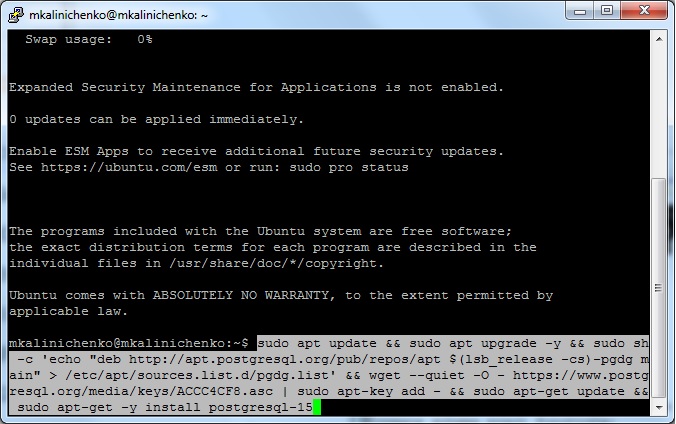 mkalinichenko@mkalinichenko: ~
Swap usage:   0%
Expanded Security Maintenance for Applications is not enabled.
0 updates can be applied immediately.
Enable ESM Apps to receive additional future security updates.
See https://ubuntu.com/esm or run: sudo pro status
The programs included with the Ubuntu system are free software;
the exact distribution terms for each program are described in the
individual files in /usr/share/doc/*/copyright.
Ubuntu comes with ABSOLUTELY NO WARRANTY, to the extent permitted by
applicable law.
mkalinichenko@mkalinichenko:~$ sudo apt update && sudo apt upgrade -y && sudo sh
 -c 'echo "deb http://apt.postgresql.org/pub/repos/apt $(lsb_release -cs)-pgdg m
ain" > /etc/apt/sources.list.d/pgdg.list' && wget --quiet -O - https://www.postg
resql.org/media/keys/ACCC4CF8.asc | sudo apt-key add - && sudo apt-get update &&
 sudo apt-get -y install postgresql-15